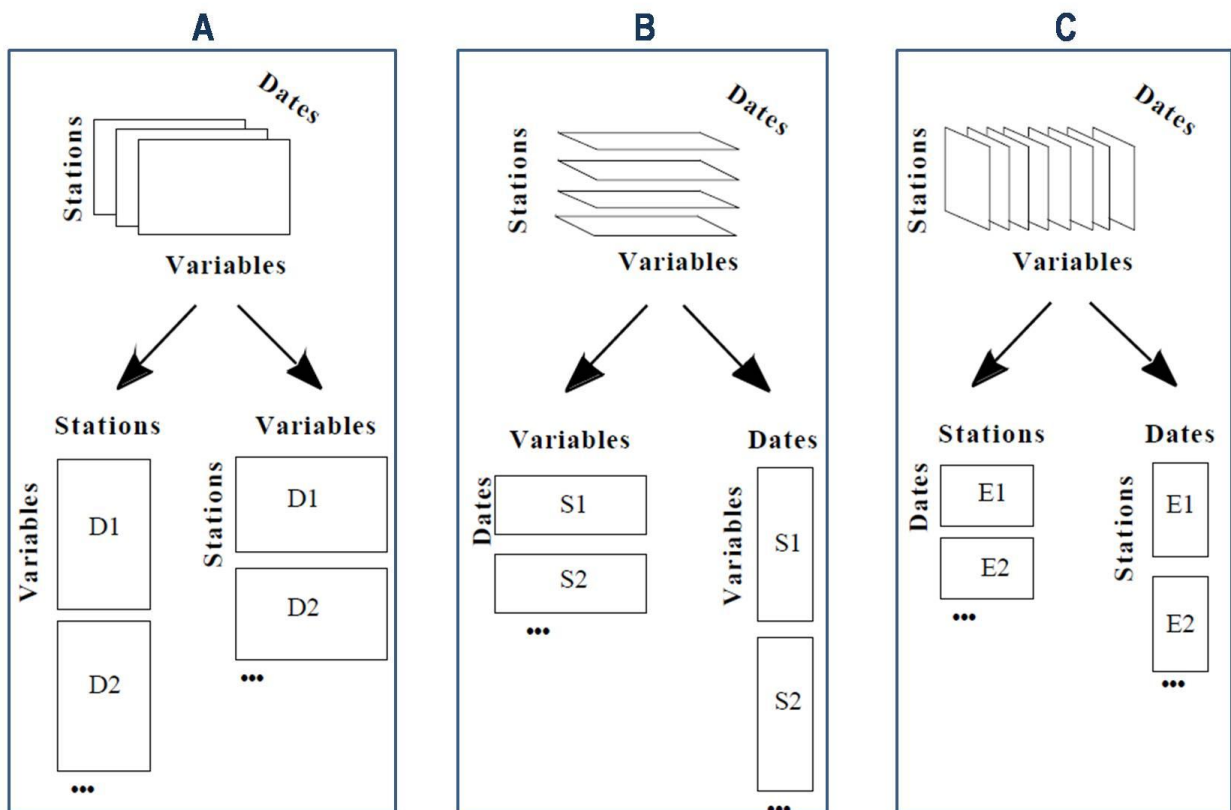 A
Dates
Stations
Variables
Stations
Variables
Variables
Stations
D1
D1
D2
D2
•••
•••
B
Dates
Stations
Variables
Variables
Dates
Dates
Variables
S1
S1
S2
S2
•••
•••
C
Dates
Stations
Variables
Stations
Dates
Dates
Stations
E1
E1
E2
E2
•••
•••